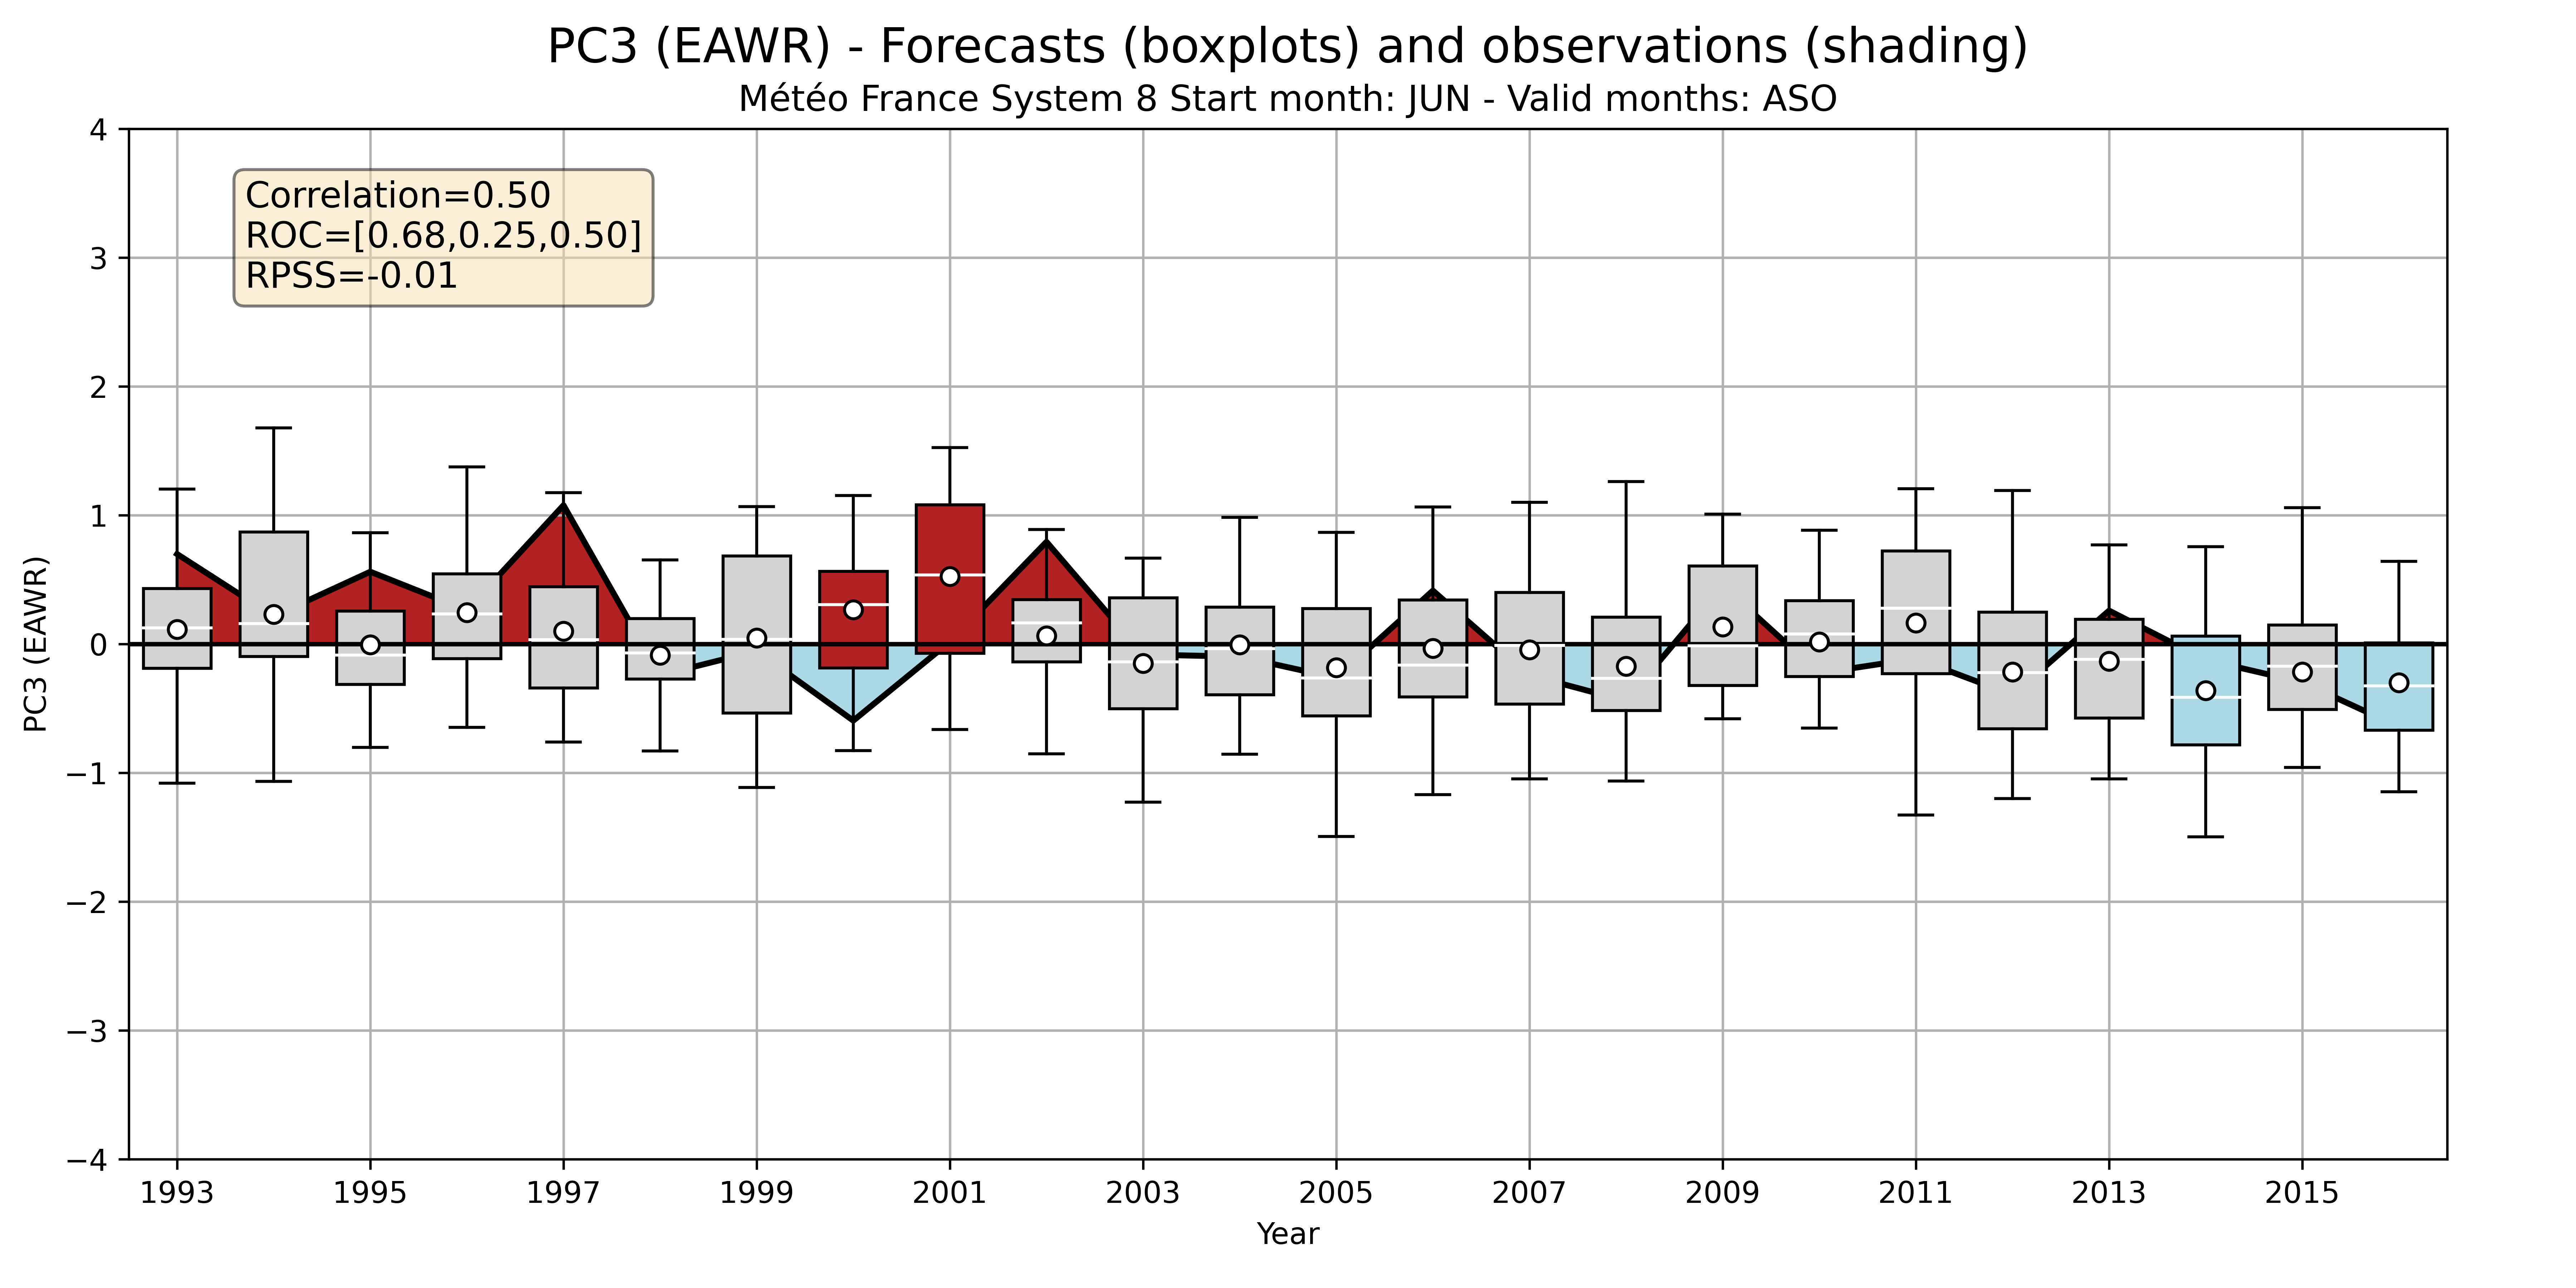 PC3 (EAWR) - Forecasts (boxplots) and observations (shading)
Météo France System 8 Start month: JUN - Valid months: ASO
Correlation=0.50
ROC=[0.68,0.25,0.50]
RPSS=-0.01
PC3 (EAWR)
4
3
2
1
0
−1
−2
−3
−4
1993 1995 1997 1999 2001 2003 2005 2007 2009 2011 2013 2015
Year